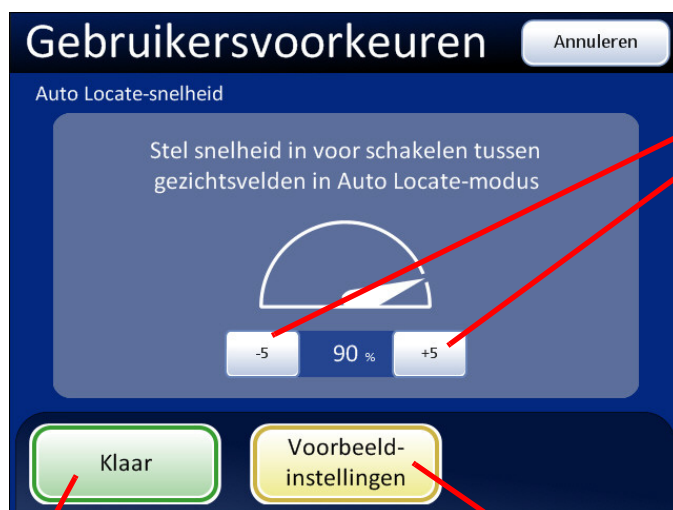 Gebruikersvoorkeuren
Annuleren
Auto Locate-snelheid
Stel snelheid in voor schakelen tussen
gezichtsvelden in Auto Locate-modus
-5
90 %
+5
Klaar
Voorbeeld-
instellingen